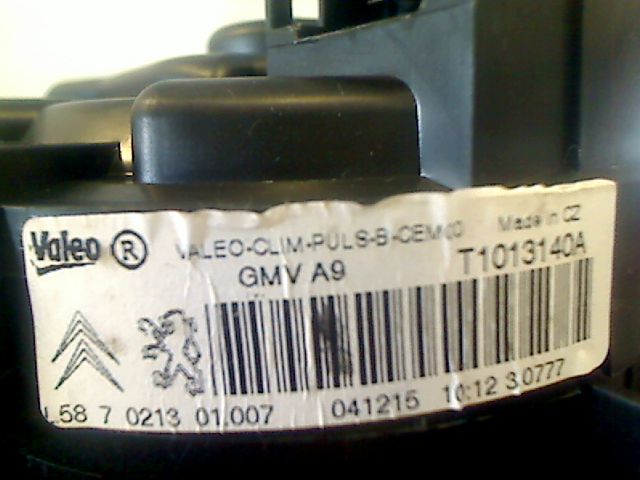 Valeo ® VALEO-CLIM-PULS-B-CEM Made in CZ
GMV A9 T1013140A
L58 7 0213 01.007 041215 10:12 S 0777